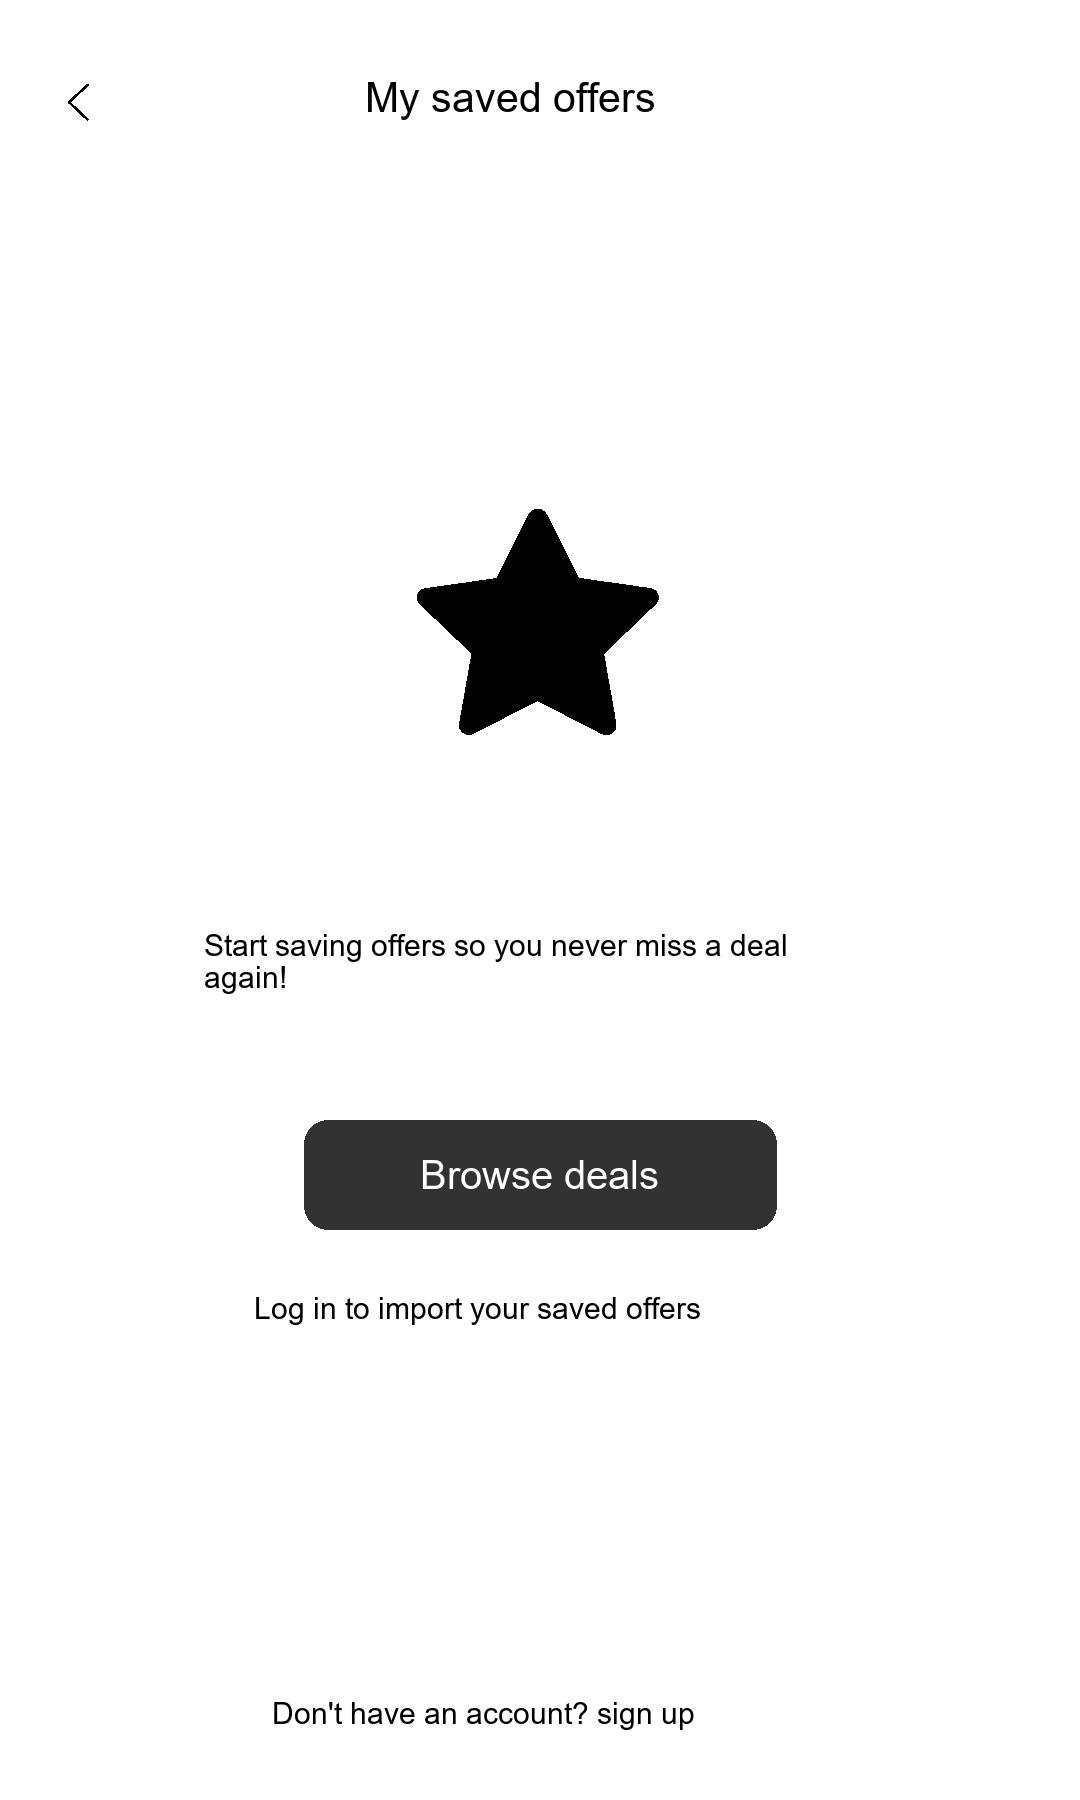 My saved offers
Start saving offers so you never miss a deal
again!
Browse deals
Log in to import your saved offers
Don't have an account? sign up